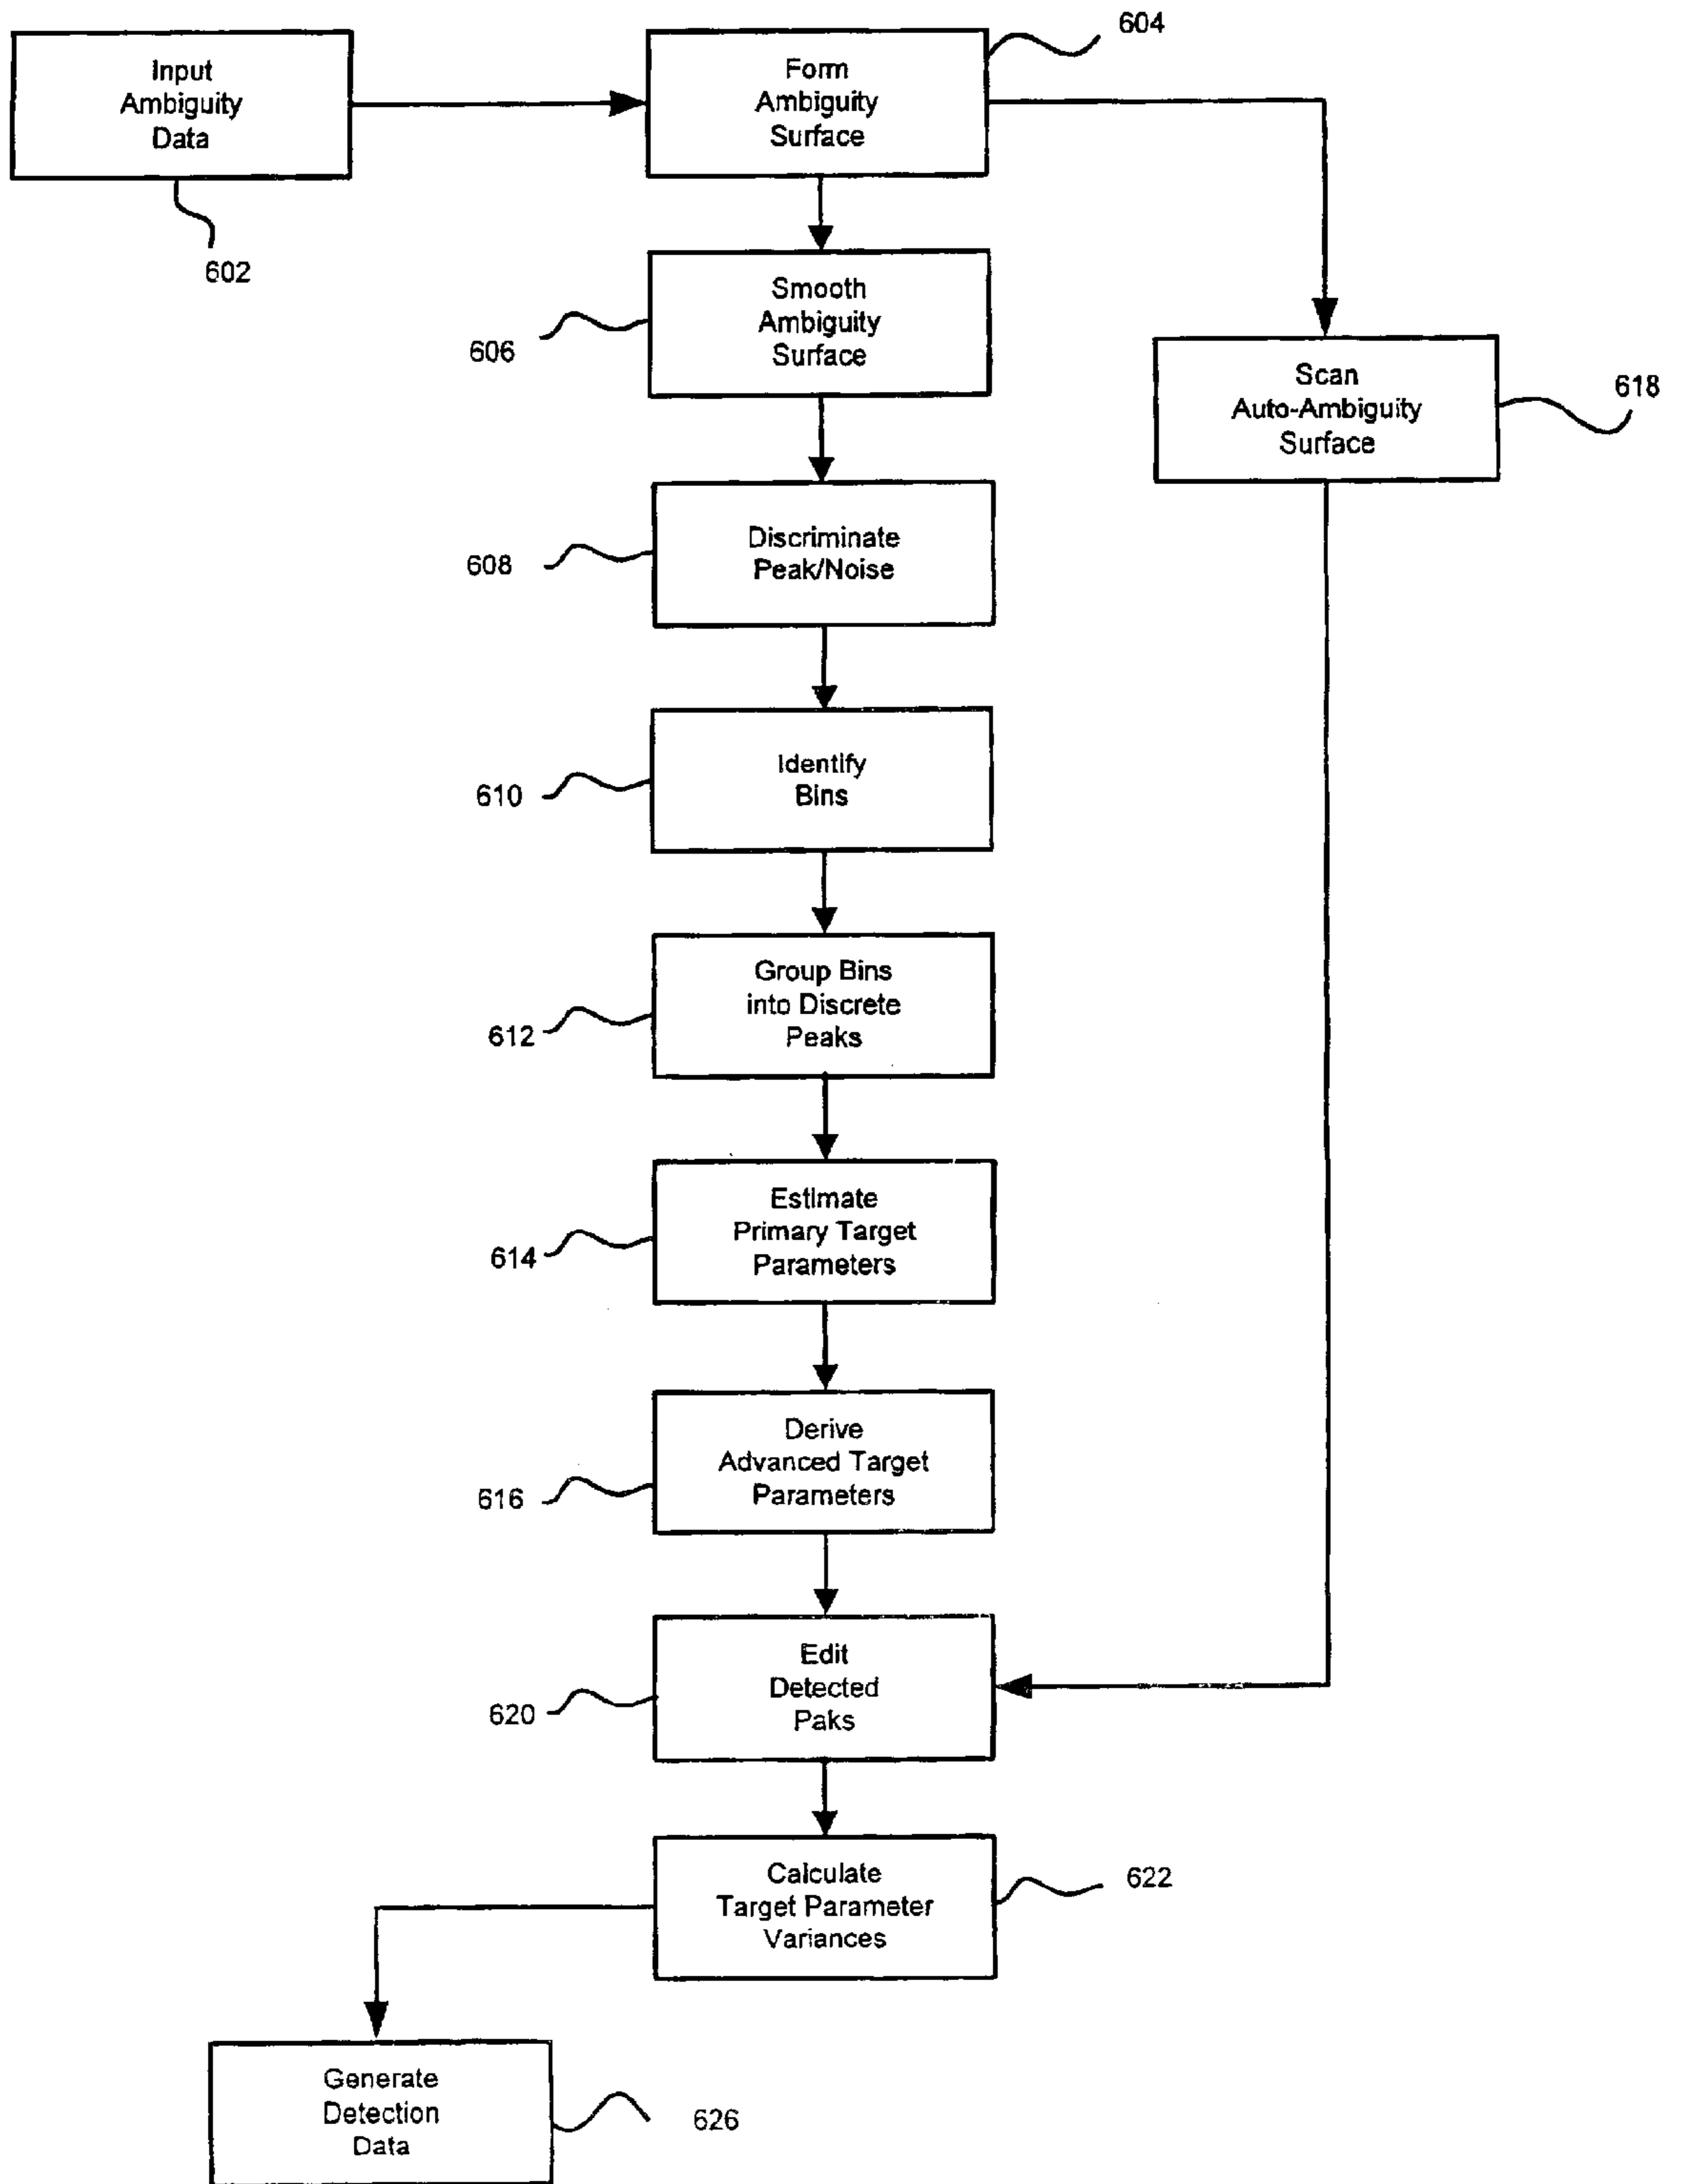 Input
Ambiguity
Data
602
Form
Ambiguity
Surface
604
Smooth
Ambiguity
Surface
606
Scan
Auto-Ambiguity
Surface
618
Discriminate
Peak/Noise
608
Identify
Bins
610
Group Bins
into Discrete
Peaks
612
Estimate
Primary Target
Parameters
614
Derive
Advanced Target
Parameters
616
Edit
Detected
Paks
620
Calculate
Target Parameter
Variances
622
Generate
Detection
Data
626